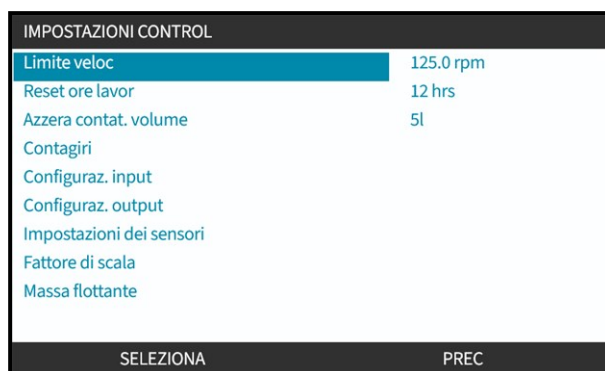 IMPOSTAZIONI CONTROL
Limite veloc 125.0 rpm
Reset ore lavor 12 hrs
Azzera contat. volume 5l
Contagiri
Configuraz. input
Configuraz. output
Impostazioni dei sensori
Fattore di scala
Massa flottante
SELEZIONA PREC